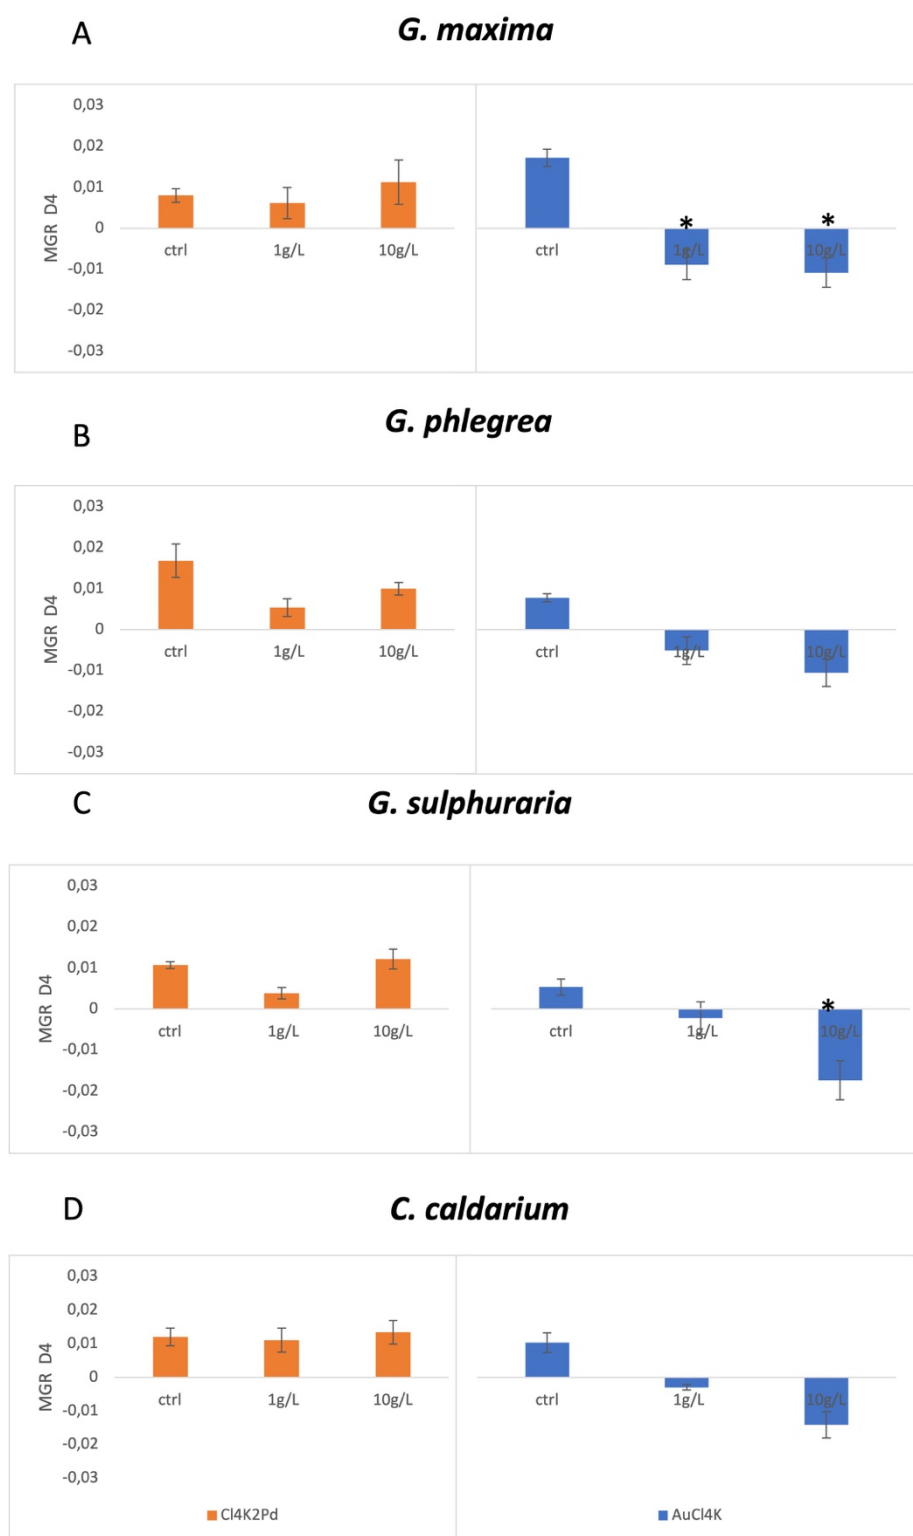 A
G. maxima
0,03
0,02
0,01
0
-0,01
-0,02
-0,03
MGR D4
ctrl 1g/L 10g/L
ctrl 1g/L 10g/L
* *
B
G. phlegrea
0,03
0,02
0,01
0
-0,01
-0,02
-0,03
MGR D4
ctrl 1g/L 10g/L
ctrl 1g/L 10g/L
C
G. sulphuraria
0,03
0,02
0,01
0
-0,01
-0,02
-0,03
MGR D4
ctrl 1g/L 10g/L
ctrl 1g/L 10g/L
*
D
C. caldarium
0,03
0,02
0,01
0
-0,01
-0,02
-0,03
MGR D4
ctrl 1g/L 10g/L
ctrl 1g/L 10g/L
Cl4K2Pd
AuCl4K